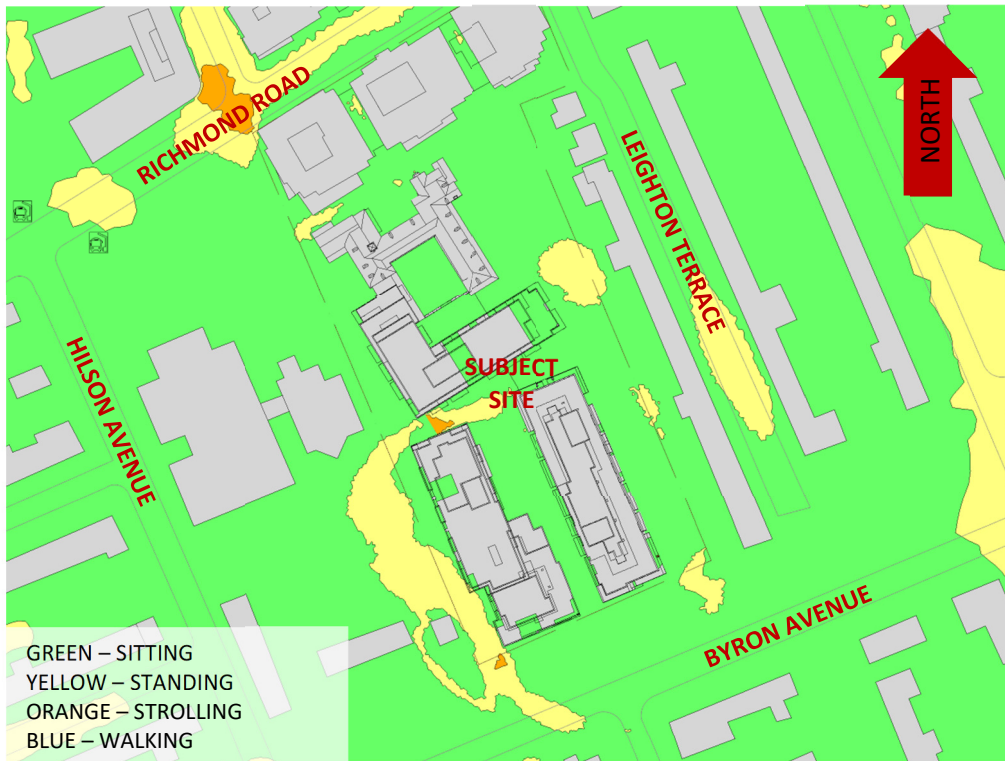 RICHMOND ROAD
NORTH
LEIGHTON TERRACE
HILSON AVENUE
SUBJECT
SITE
BYRON AVENUE
GREEN – SITTING
YELLOW – STANDING
ORANGE – STROLLING
BLUE – WALKING